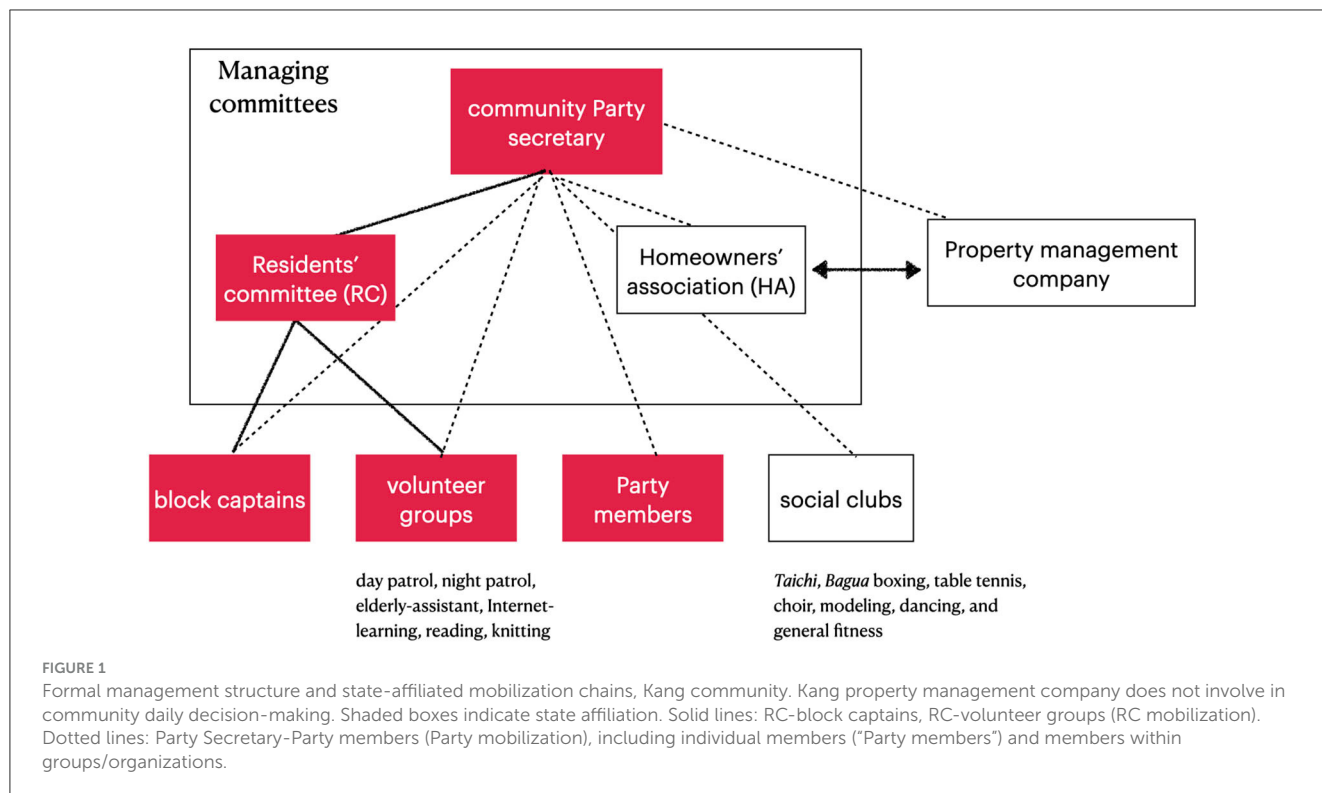 Managing
committees
community Party
secretary
Residents’
committee (RC)
Homeowners’
association (HA)
Property management
company
block captains
volunteer
groups
Party
members
social clubs
day patrol, night patrol,
elderly-assistant, Internet-
learning, reading, knitting
Taichi, Bagua boxing, table tennis,
choir, modeling, dancing, and
general fitness
FIGURE 1
Formal management structure and state-affiliated mobilization chains, Kang community. Kang property management company does not involve in
community daily decision-making. Shaded boxes indicate state affiliation. Solid lines: RC-block captains, RC-volunteer groups (RC mobilization).
Dotted lines: Party Secretary-Party members (Party mobilization), including individual members (“Party members”) and members within
groups/organizations.